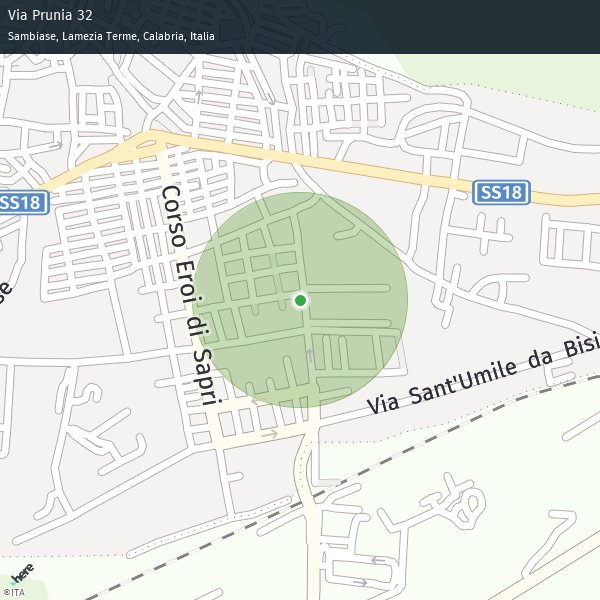 Via Prunia 32
Sambiase, Lamezia Terme, Calabria, Italia
SS18
SS18
Corso Eroi di Sapri
se
Via Sant'Umile da Bisi
here
©ITA